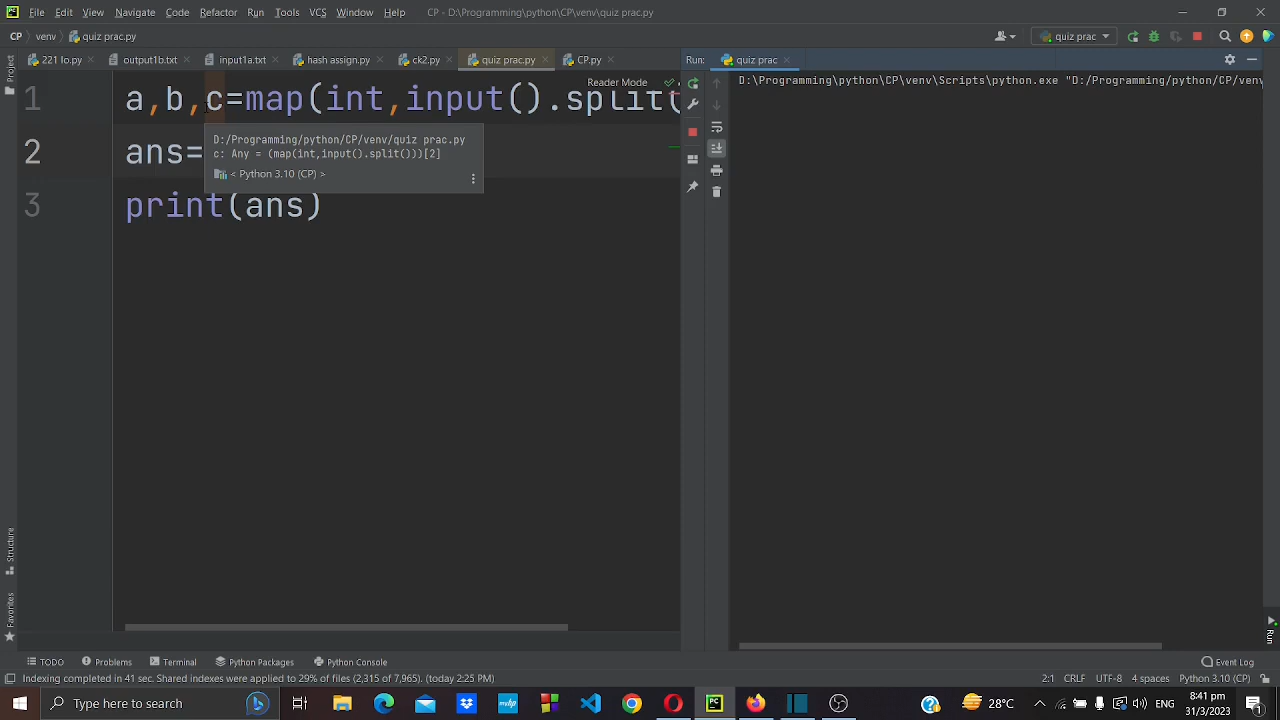 File Edit View Navigate Code Refactor Run Tools VCS Window Help CP - D:\Programming\python\CP\venv\quiz prac.py
CP venv quiz prac.py quiz prac
221 lo.py output1b.txt input1a.txt hash assign.py ck2.py quiz prac.py CP.py Run: quiz prac
Project
Reader Mode
D:\Programming\python\CP\venv\Scripts\python.exe "D:/Programming/python/CP/venv
1 a,b,c=map(int,input().split(
D:/Programming/python/CP/venv/quiz prac.py
c: Any = (map(int,input().split()))[2]
2 ans=
< Python 3.10 (CP) >
3 print(ans)
Structure
Favorites
Run
TODO Problems Terminal Python Packages Python Console Event Log
Indexing completed in 41 sec. Shared indexes were applied to 29% of files (2,315 of 7,965). (today 2:25 PM) 2:1 CRLF UTF-8 4 spaces Python 3.10 (CP)
Type here to search 28°C ENG 8:41 pm
31/3/2023